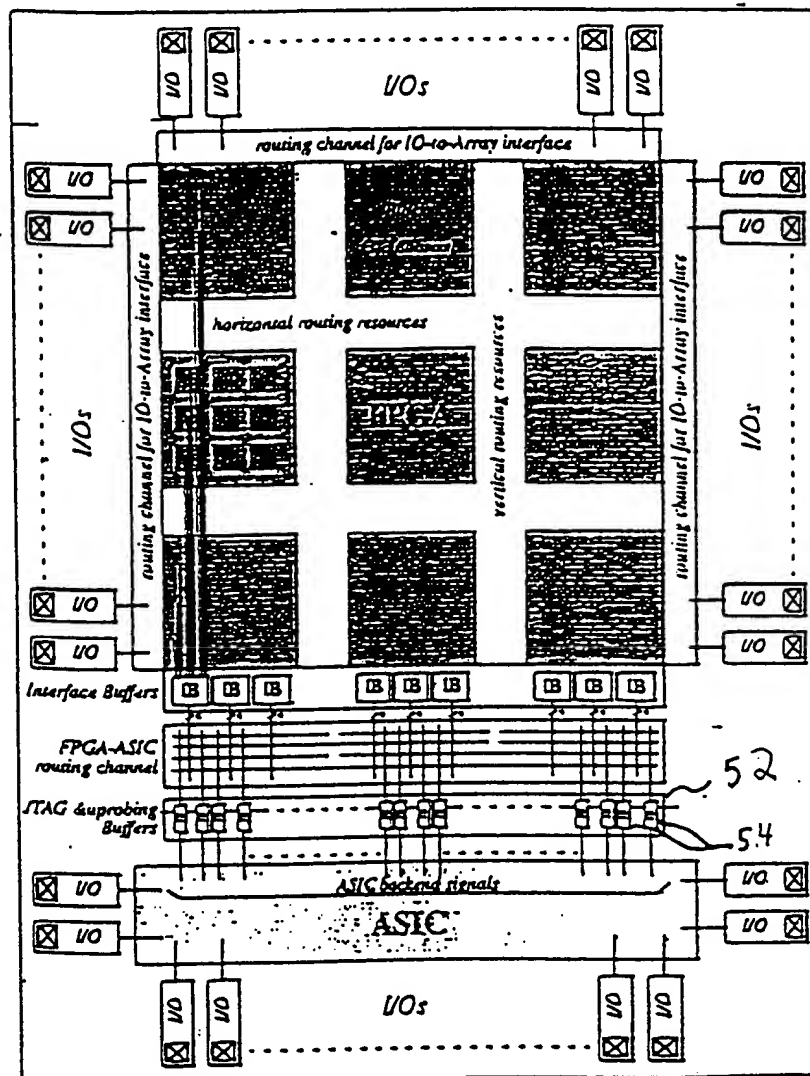 I/O I/O I/O I/O
I/Os
routing channel for IO-to-Array interface
I/O I/O
I/O I/O
routing channel for IO-to-Array interface
horizontal routing resources
vertical routing resources
routing channel for IO-to-Array interface
I/Os
FPGA
I/Os
I/O I/O
I/O I/O
Interface Buffers
IB IB IB IB IB IB IB IB IB
FPGA-ASIC
routing channel
52
JTAG &uprobing
Buffers
54
ASIC backend signals
I/O I/O
ASIC
I/O I/O
I/Os
I/O I/O I/O I/O